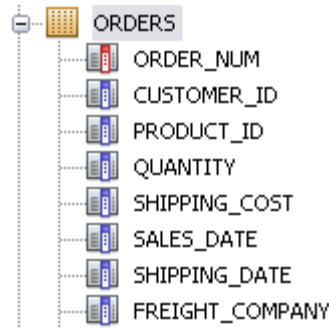 ORDERS
ORDER_NUM
CUSTOMER_ID
PRODUCT_ID
QUANTITY
SHIPPING_COST
SALES_DATE
SHIPPING_DATE
FREIGHT_COMPANY